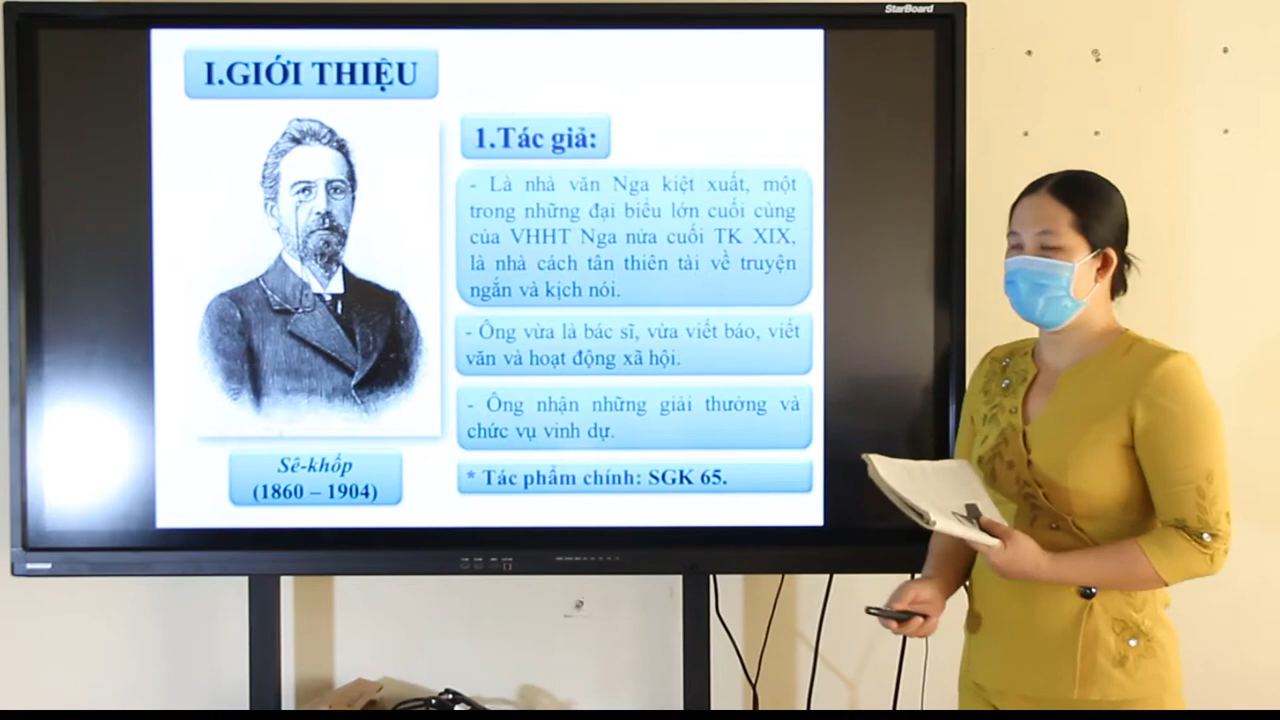 StarBoard
I.GIỚI THIỆU
1.Tác giả:
- Là nhà văn Nga kiệt xuất, một
trong những đại biểu lớn cuối cùng
của VHHT Nga nửa cuối TK XIX,
là nhà cách tân thiên tài về truyện
ngắn và kịch nói.
- Ông vừa là bác sĩ, vừa viết báo, viết
văn và hoạt động xã hội.
- Ông nhận những giải thưởng và
chức vụ vinh dự.
* Tác phẩm chính: SGK 65.
Sê-khốp
(1860 – 1904)